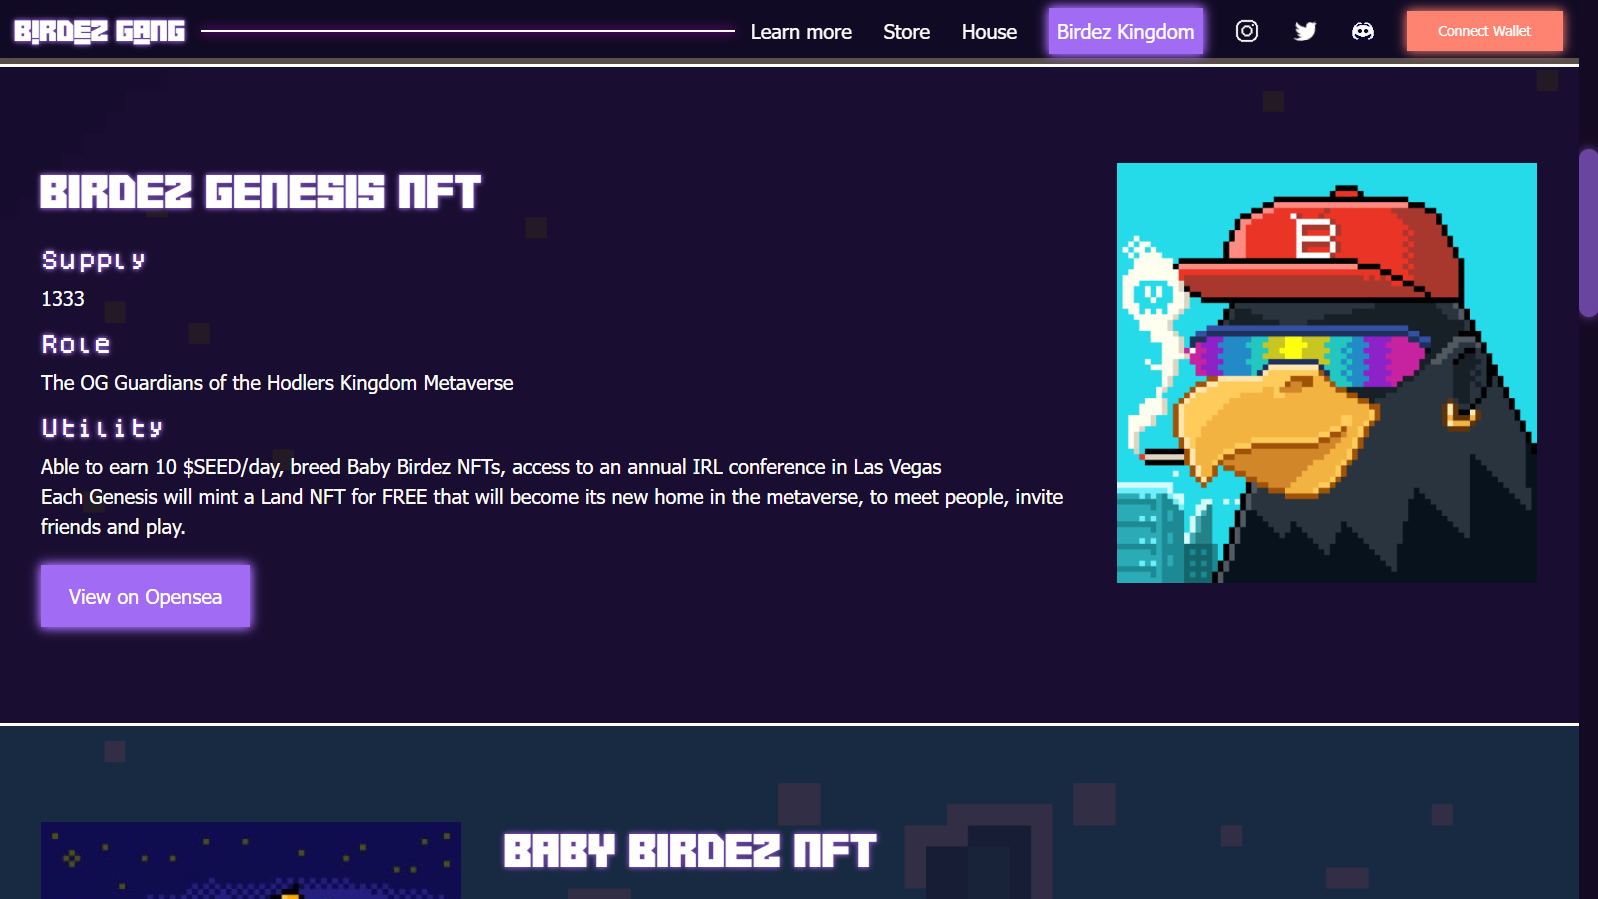 BIRDEZ GANG
Learn more
Store
House
Birdez Kingdom
Connect Wallet
BIRDEZ GENESIS NFT
Supply
1333
Role
The OG Guardians of the Hodlers Kingdom Metaverse
Utility
Able to earn 10 $SEED/day, breed Baby Birdez NFTs, access to an annual IRL conference in Las Vegas
Each Genesis will mint a Land NFT for FREE that will become its new home in the metaverse, to meet people, invite
friends and play.
View on Opensea
B
BABY BIRDEZ NFT